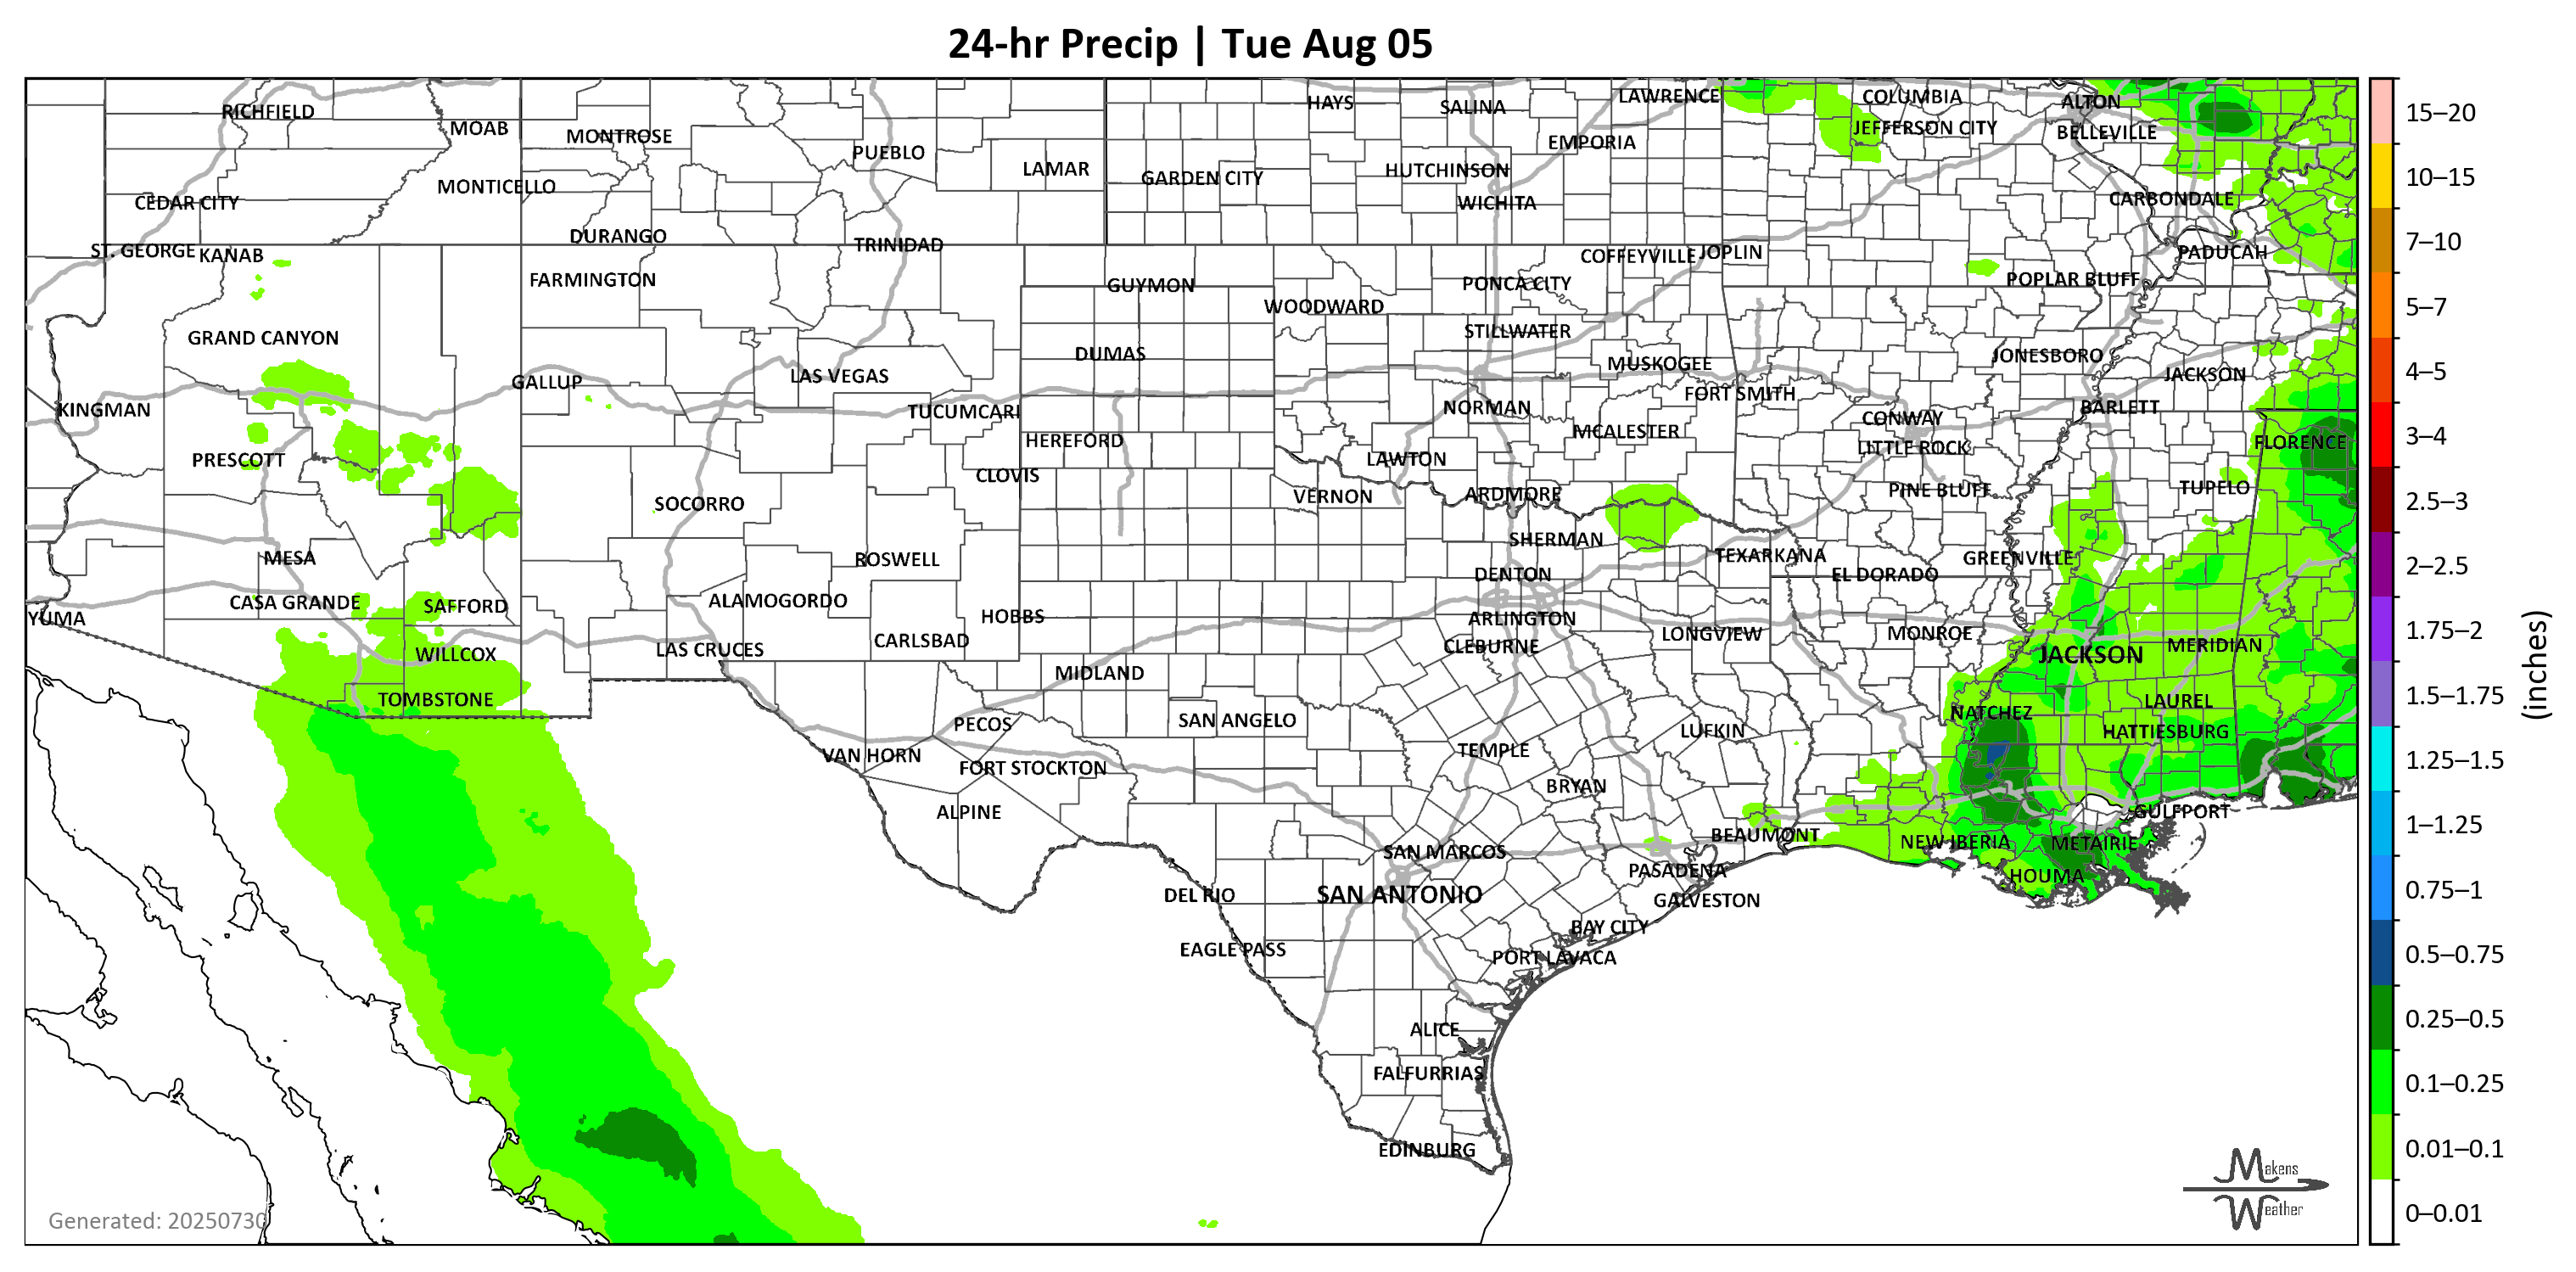 24-hr Precip | Tue Aug 05
RICHFIELD
MOAB
MONTROSE
PUEBLO
LAMAR
HAYS
SALINA
LAWRENCE
COLUMBIA
ALTON
EMPORIA
JEFFERSON CITY
BELLEVILLE
CEDAR CITY
MONTICELLO
GARDEN CITY
HUTCHINSON
WICHITA
CARBONDALE
ST. GEORGE
KANAB
DURANGO
TRINIDAD
COFFEYVILLE
JOPLIN
PADUCAH
FARMINGTON
GUYMON
PONCA CITY
POPLAR BLUFF
WOODWARD
GRAND CANYON
STILLWATER
DUMAS
MUSKOGEE
JONESBORO
GALLUP
LAS VEGAS
FORT SMITH
JACKSON
KINGMAN
TUCUMCARI
NORMAN
CONWAY
BARLETT
HEREFORD
MCALESTER
LITTLE ROCK
FLORENCE
PRESCOTT
CLOVIS
LAWTON
SOCORRO
VERNON
ARDMORE
PINE BLUFF
TUPELO
SHERMAN
MESA
ROSWELL
TEXARKANA
GREENVILLE
DENTON
EL DORADO
CASA GRANDE
SAFFORD
ALAMOGORDO
HOBBS
ARLINGTON
YUMA
CARLSBAD
CLEBURNE
LONGVIEW
MONROE
MERIDIAN
WILLCOX
LAS CRUCES
MIDLAND
JACKSON
TOMBSTONE
PECOS
SAN ANGELO
NATCHEZ
LAUREL
VAN HORN
FORT STOCKTON
TEMPLE
LUFKIN
HATTIESBURG
ALPINE
BRYAN
GULFPORT
SAN MARCOS
BEAUMONT
NEW IBERIA
METAIRIE
DEL RIO
SAN ANTONIO
PASADENA
HOUMA
GALVESTON
EAGLE PASS
BAY CITY
PORT LAVACA
ALICE
FALFURRIAS
EDINBURG
Generated: 20250730
Makens
Weather
15–20
10–15
7–10
5–7
4–5
3–4
2.5–3
2–2.5
1.75–2
1.5–1.75
1.25–1.5
1–1.25
0.75–1
0.5–0.75
0.25–0.5
0.1–0.25
0.01–0.1
0–0.01
(inches)